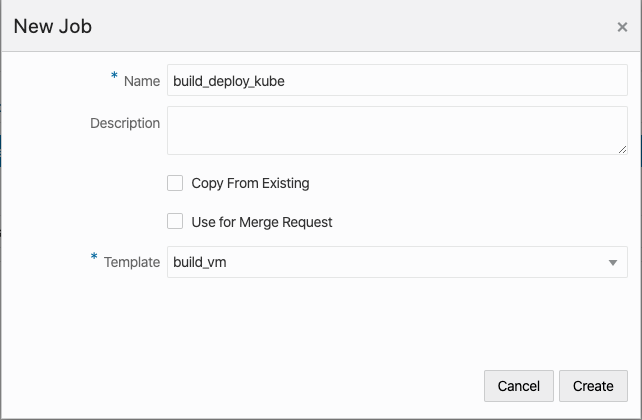 New Job ×
* Name build_deploy_kube
Description
Copy From Existing
Use for Merge Request
* Template build_vm
Cancel Create